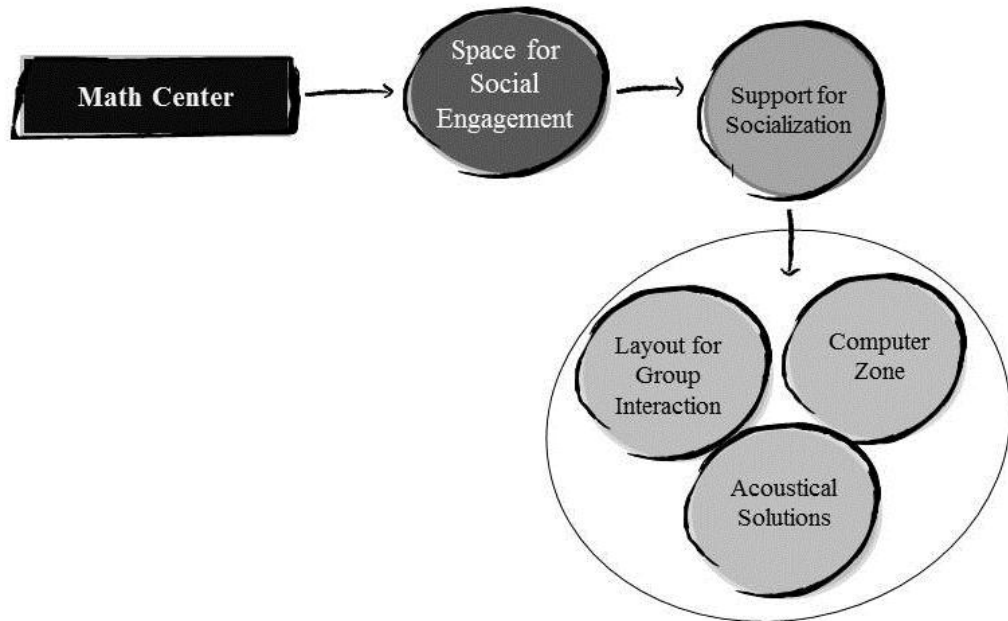 Math Center
Space for
Social
Engagement
Support for
Socialization
Layout for
Group
Interaction
Computer
Zone
Acoustical
Solutions